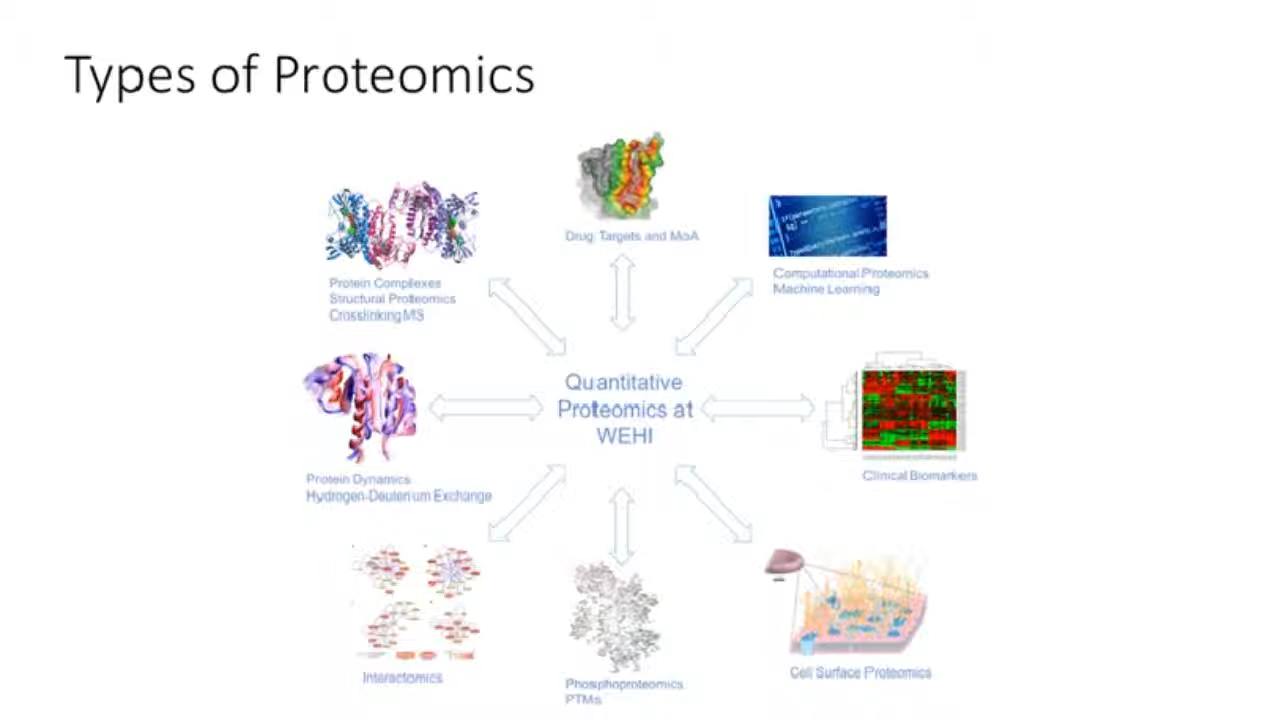 Types of Proteomics
Drug Targets and MoA
Protein Complexes
Structural Proteomics
Crosslinking MS
Computational Proteomics
Machine Learning
Quantitative
Proteomics at
WEHI
Protein Dynamics
Hydrogen-Deuterium Exchange
Clinical Biomarkers
Interactomics
Phosphoproteomics
PTMs
Cell Surface Proteomics